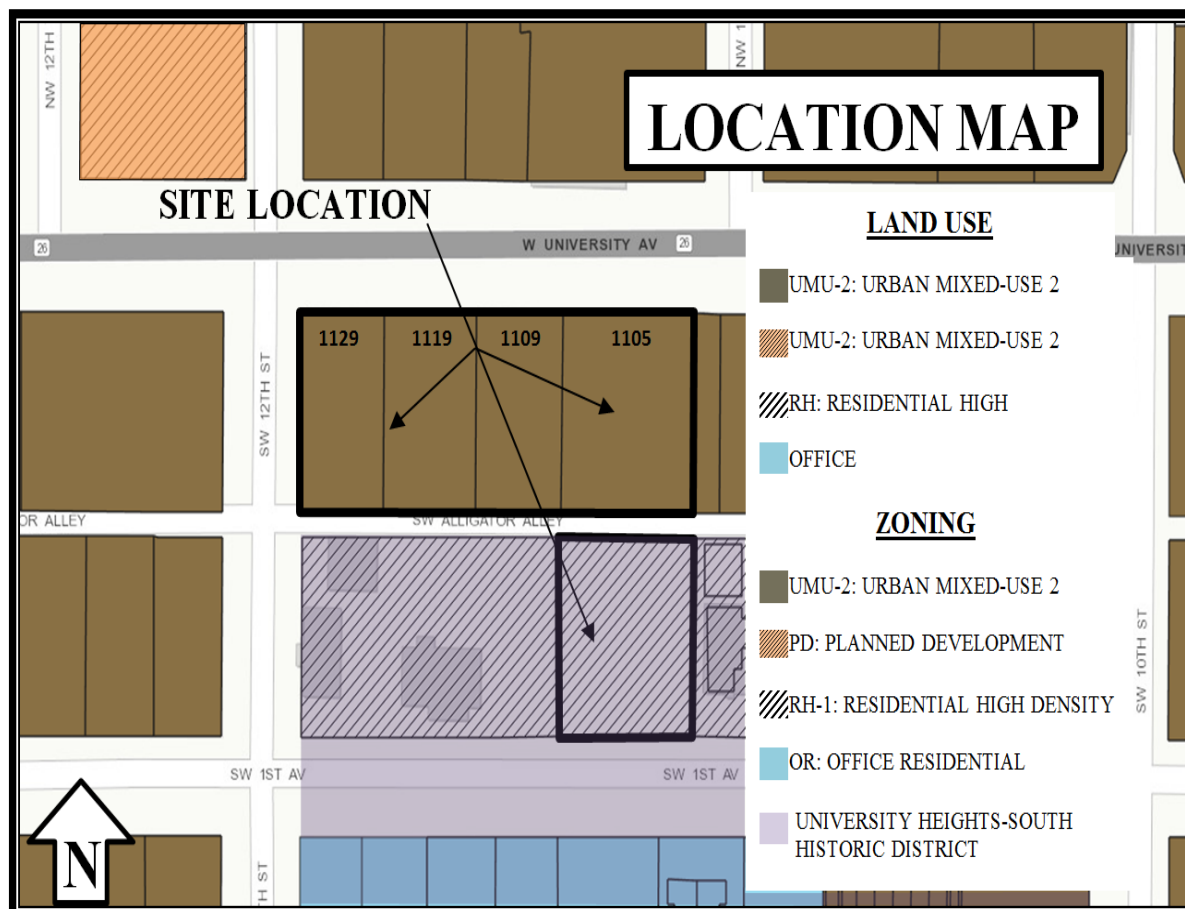 NW 12TH
NW 1
LOCATION MAP
SITE LOCATION
26
W UNIVERSITY AV
26
UNIVERSIT
LAND USE
UMU-2: URBAN MIXED-USE 2
UMU-2: URBAN MIXED-USE 2
RH: RESIDENTIAL HIGH
OFFICE
1129
1119
1109
1105
SW 12TH ST
OR ALLEY
SW ALLIGATOR ALLEY
ZONING
UMU-2: URBAN MIXED-USE 2
PD: PLANNED DEVELOPMENT
RH-1: RESIDENTIAL HIGH DENSITY
OR: OFFICE RESIDENTIAL
UNIVERSITY HEIGHTS-SOUTH
HISTORIC DISTRICT
SW 10TH ST
SW 1ST AV
SW 1ST AV
N
TH ST